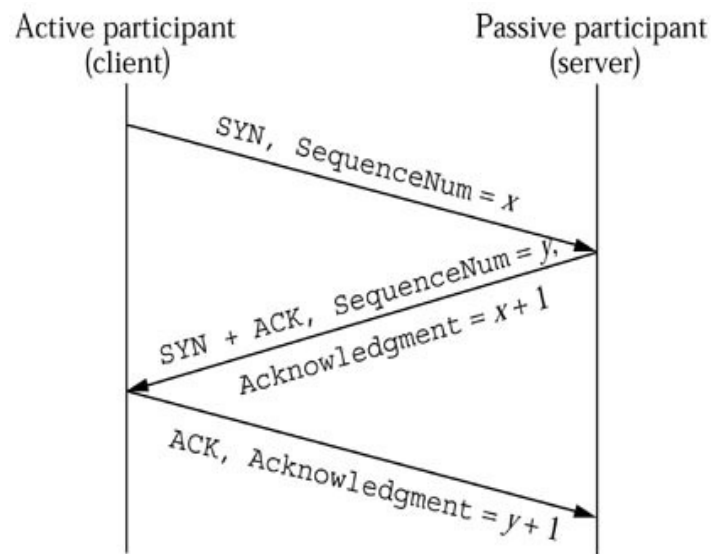 Active participant
(client)
Passive participant
(server)
SYN, SequenceNum = x
SYN + ACK, SequenceNum = y,
Acknowledgment = x + 1
ACK, Acknowledgment = y + 1